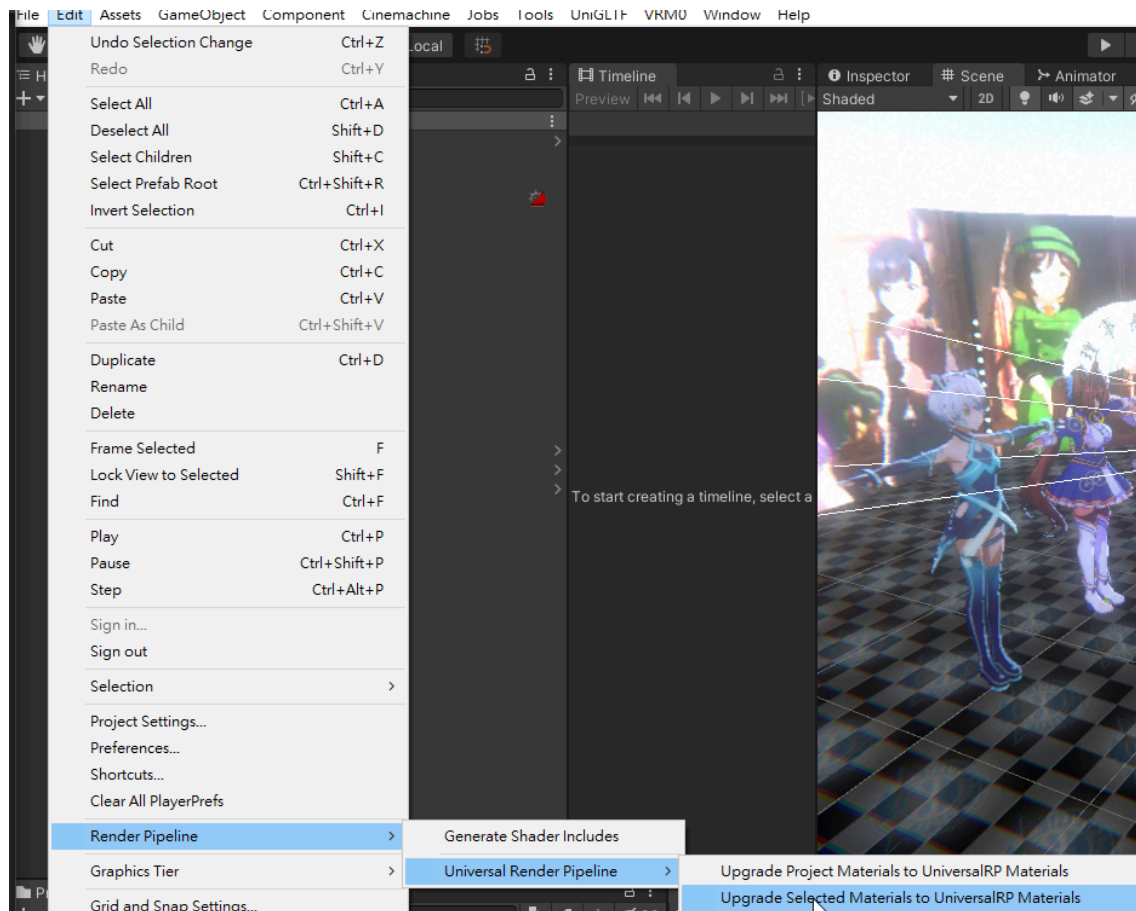 File Edit Assets GameObject Component Cinemachine Jobs Tools UniGLTF VRM0 Window Help
Local
Undo Selection Change Ctrl+Z
Redo Ctrl+Y
Select All Ctrl+A
Deselect All Shift+D
Select Children Shift+C
Select Prefab Root Ctrl+Shift+R
Invert Selection Ctrl+I
Cut Ctrl+X
Copy Ctrl+C
Paste Ctrl+V
Paste As Child Ctrl+Shift+V
Duplicate Ctrl+D
Rename
Delete
Frame Selected F
Lock View to Selected Shift+F
Find Ctrl+F
Play Ctrl+P
Pause Ctrl+Shift+P
Step Ctrl+Alt+P
Sign in...
Sign out
Selection
Project Settings...
Preferences...
Shortcuts...
Clear All PlayerPrefs
Render Pipeline
Graphics Tier
Grid and Snap Settings...
Generate Shader Includes
Universal Render Pipeline
Upgrade Project Materials to UniversalRP Materials
Upgrade Selected Materials to UniversalRP Materials
Timeline
Preview
To start creating a timeline, select a
Inspector Scene Animator
Shaded 2D